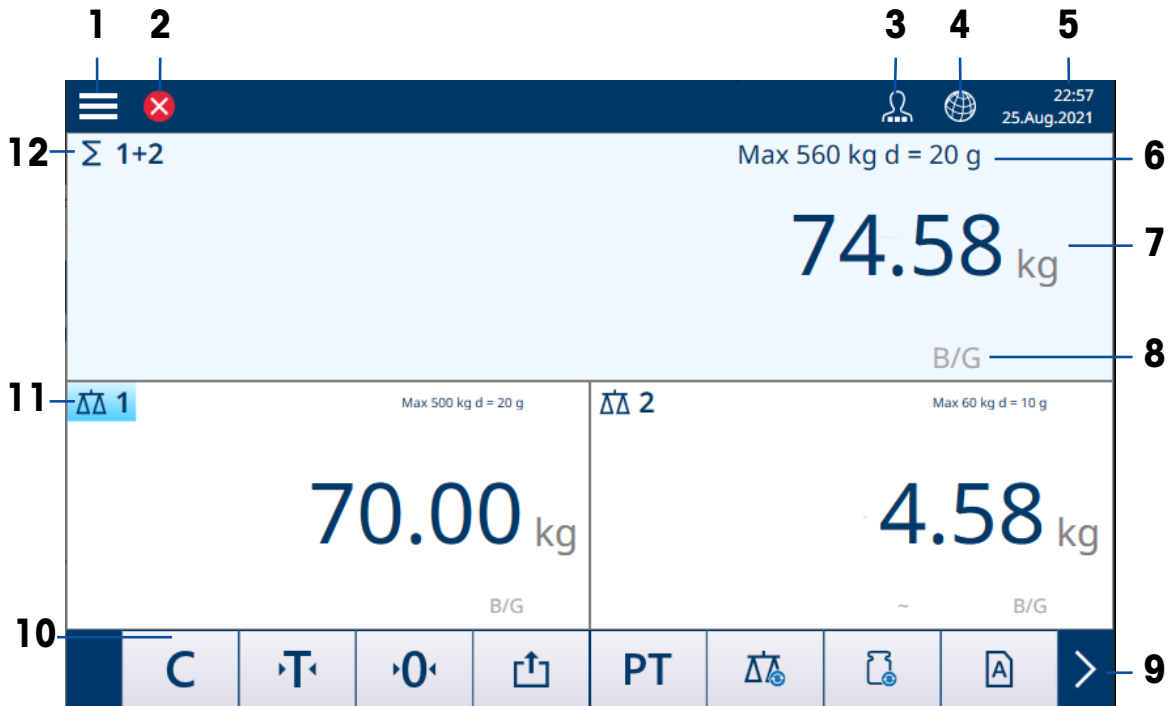 1 2 3 4 5
22:57
25.Aug.2021
12 Σ 1+2 Max 560 kg d = 20 g 6
74.58 kg 7
B/G 8
11 1 Max 500 kg d = 20 g 2 Max 60 kg d = 10 g
70.00 kg 4.58 kg
B/G ~ B/G
10
C T 0 PT A 9